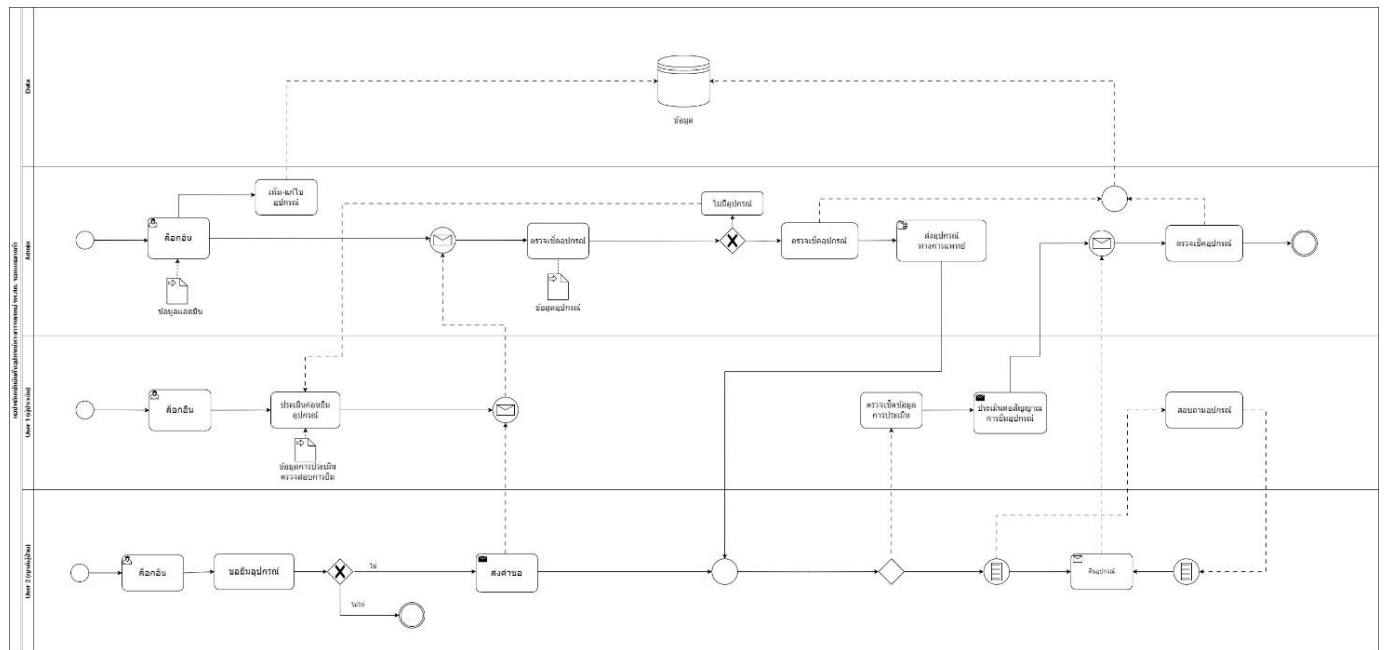 Data
ข้อมูล
Admin
เพิ่ม-แก้ไข
อุปกรณ์
ล็อกอิน
ข้อมูลแอดมิน
ตรวจเช็คอุปกรณ์
ข้อมูลอุปกรณ์
ไม่มีอุปกรณ์
ตรวจเช็คอุปกรณ์
ส่งอุปกรณ์
ทางการแพทย์
ตรวจเช็คอุปกรณ์
ล็อกอิน
ประเมินก่อนยืม
อุปกรณ์
ข้อมูลการประเมิน
ตรวจสอบการยืม
ตรวจเช็คข้อมูล
การประเมิน
ประเมินต่อสัญญาณ
การยืมอุปกรณ์
สอบถามอุปกรณ์
ล็อกอิน
ขอยืมอุปกรณ์
ใช่
ไม่ใช่
ส่งคำขอ
คืนอุปกรณ์